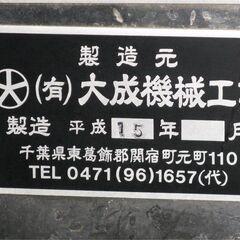 製造元
(有)大成機械工
製造 平成 15 年 月
千葉県東葛飾郡関宿町元町110
TEL 0471(96)1657(代)